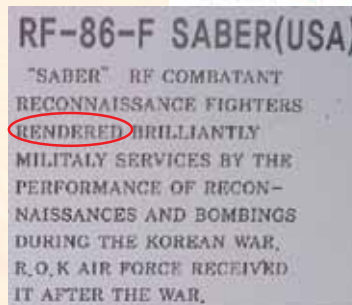 RF-86-F SABER(USA)
"SABER" RF COMBATANT
RECONNAISSANCE FIGHTERS
RENDERED BRILLIANTLY
MILITALY SERVICES BY THE
PERFORMANCE OF RECON-
NAISSANCES AND BOMBINGS
DURING THE KOREAN WAR,
R.O.K AIR FORCE RECEIVED
IT AFTER THE WAR.